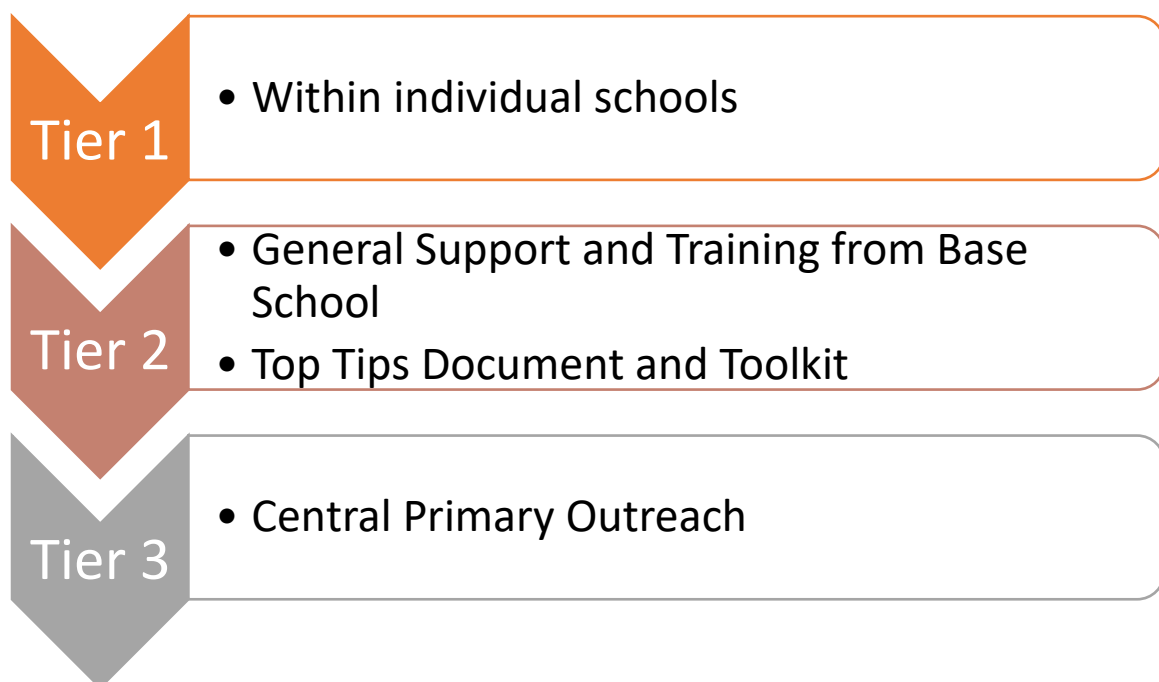 Tier 1
• Within individual schools
Tier 2
• General Support and Training from Base
School
• Top Tips Document and Toolkit
Tier 3
• Central Primary Outreach